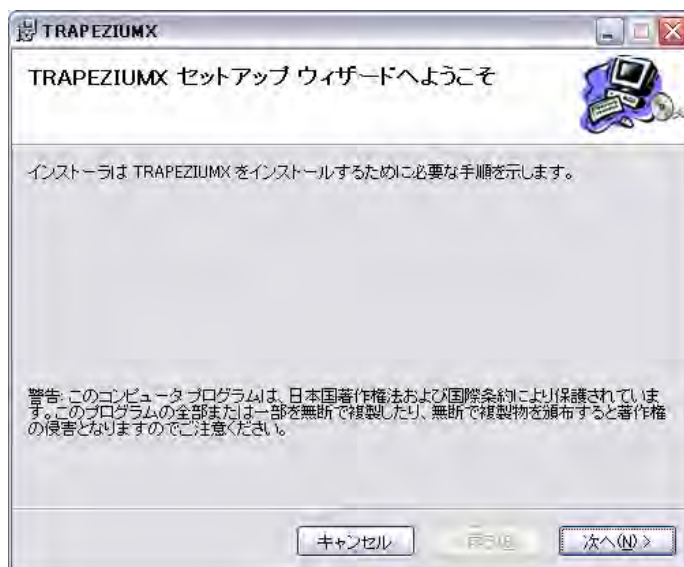 TRAPEZIUMX
TRAPEZIUMX セットアップ ウィザードへようこそ
インストーラは TRAPEZIUMX をインストールするために必要な手順を示します。
警告: このコンピュータ プログラムは、日本国著作権法および国際条約により保護されていま
す。このプログラムの全部または一部を無断で複製したり、無断で複製物を頒布すると著作権
の侵害となりますのでご注意ください。
キャンセル
次へ(N) >